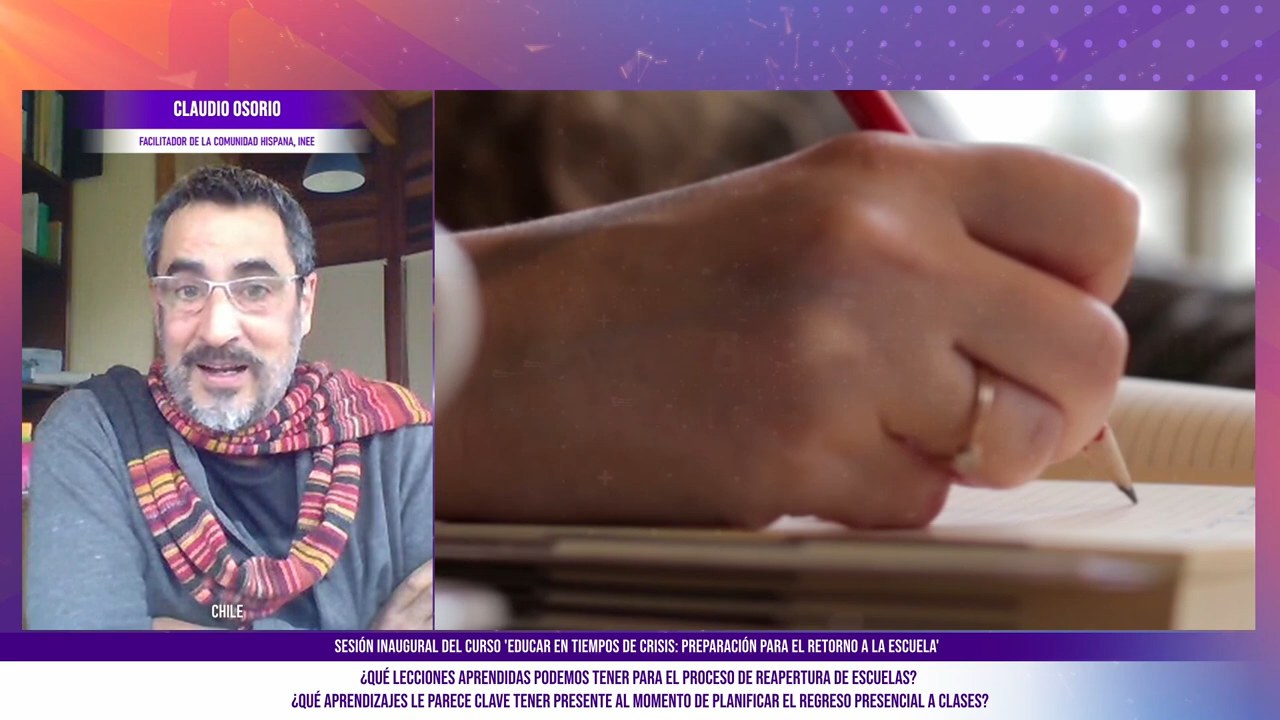 CLAUDIO OSORIO
FACILITADOR DE LA COMUNIDAD HISPANA, INEE
CHILE
SESIÓN INAUGURAL DEL CURSO 'EDUCAR EN TIEMPOS DE CRISIS: PREPARACIÓN PARA EL RETORNO A LA ESCUELA'
¿QUÉ LECCIONES APRENDIDAS PODEMOS TENER PARA EL PROCESO DE REAPERTURA DE ESCUELAS?
¿QUÉ APRENDIZAJES LE PARECE CLAVE TENER PRESENTE AL MOMENTO DE PLANIFICAR EL REGRESO PRESENCIAL A CLASES?